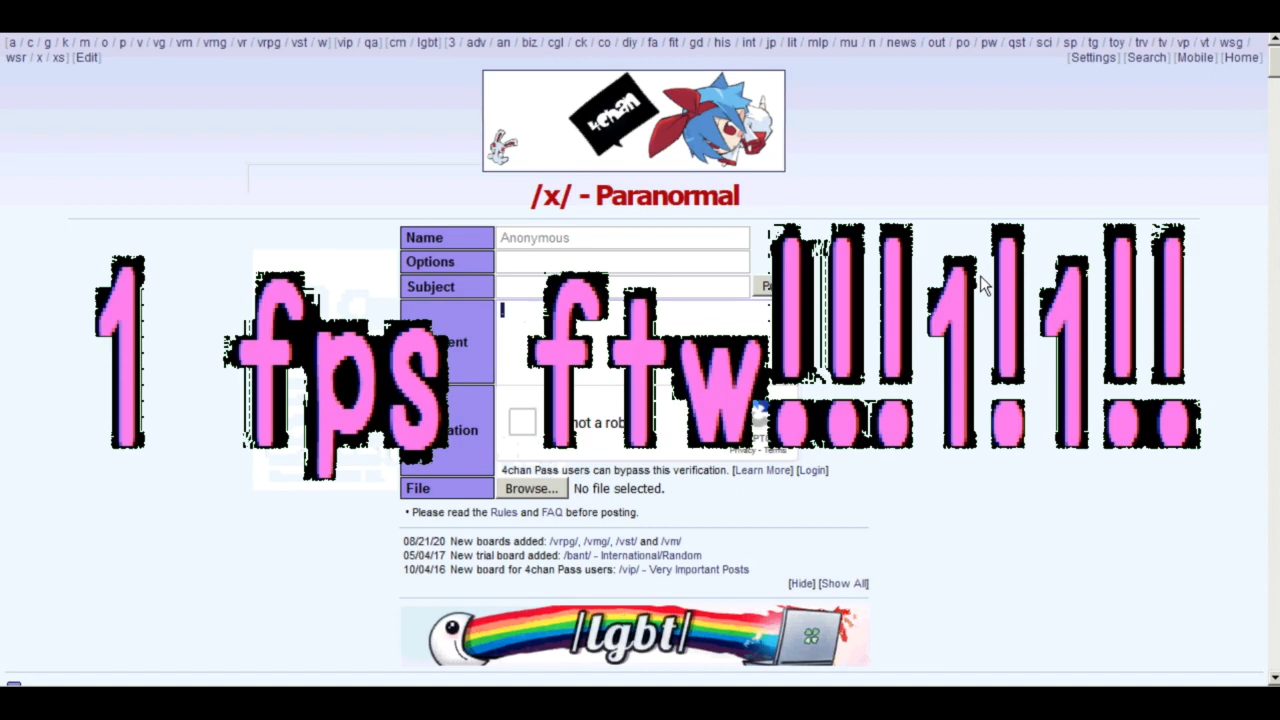 [a / c / g / k / m / o / p / v / vg / vm / vmg / vr / vrpg / vst / w] [vip / qa] [cm / lgbt] [3 / adv / an / biz / cgl / ck / co / diy / fa / fit / gd / his / int / jp / lit / mlp / mu / n / news / out / po / pw / qst / sci / sp / tg / toy / trv / tv / vp / vt / wsg /
wsr / x / xs] [Edit]
[Settings] [Search] [Mobile] [Home]
4chan
/x/ - Paranormal
Name
Anonymous
Options
Subject
1 fps ftw!!!1!1!!
not a rob
Privacy - Terms
4chan Pass users can bypass this verification. [Learn More] [Login]
File
Browse... No file selected.
• Please read the Rules and FAQ before posting.
08/21/20 New boards added: /vrpg/, /vmg/, /vst/ and /vm/
05/04/17 New trial board added: /bant/ - International/Random
10/04/16 New board for 4chan Pass users: /vip/ - Very Important Posts
[Hide] [Show All]
/lgbt/